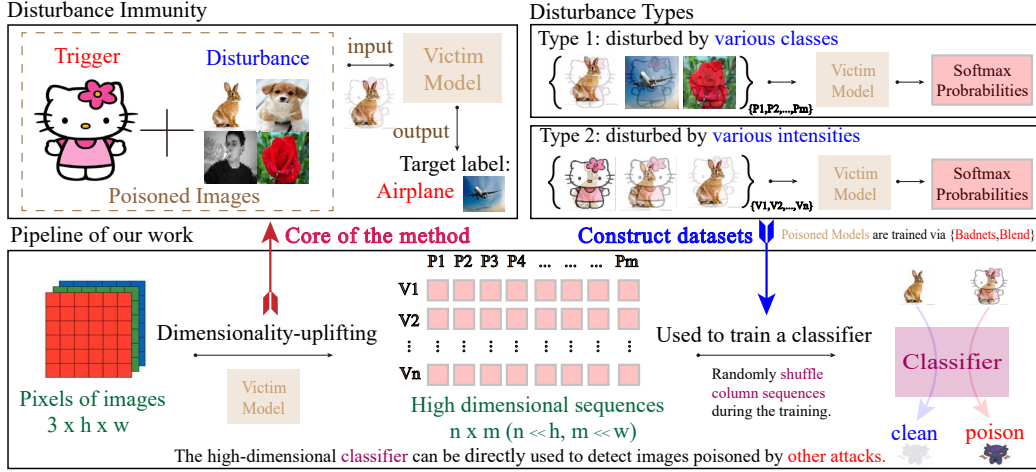 Disturbance Immunity
Trigger
Disturbance
Poisoned Images
input
Victim
Model
output
Target label:
Airplane
Disturbance Types
Type 1: disturbed by various classes
{P1,P2,...,Pm}
Victim
Model
Softmax
Probabilities
Type 2: disturbed by various intensities
{V1,V2,...,Vn}
Victim
Model
Softmax
Probabilities
Poisoned Models are trained via {Badnets,Blend}
Pipeline of our work
Core of the method
Construct datasets
Pixels of images
3 x h x w
Dimensionality-uplifting
Victim
Model
P1 P2 P3 P4 ... ... ... Pm
V1
V2
⋮ ⋮ ⋮ ⋮ ⋮ ⋮ ⋮ ⋮ ⋮
Vn
High dimensional sequences
n x m (n << h, m << w)
Used to train a classifier
Randomly shuffle
column sequences
during the training.
Classifier
clean
poison
The high-dimensional classifier can be directly used to detect images poisoned by other attacks.